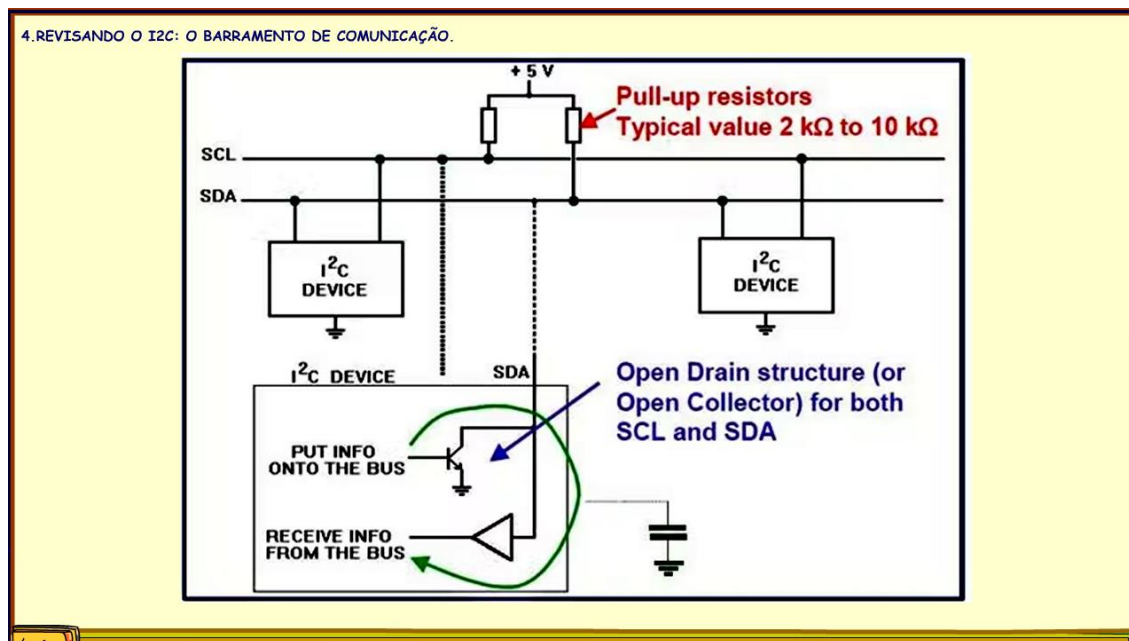 4.REVISANDO O I2C: O BARRAMENTO DE COMUNICAÇÃO.
+ 5 V
Pull-up resistors
Typical value 2 kΩ to 10 kΩ
SCL
SDA
I²C
DEVICE
I²C
DEVICE
I²C DEVICE
SDA
Open Drain structure (or
Open Collector) for both
SCL and SDA
PUT INFO
ONTO THE BUS
RECEIVE INFO
FROM THE BUS